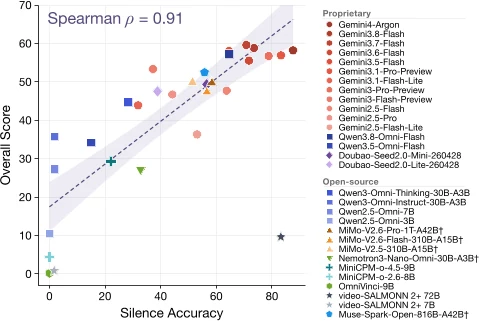 Spearman ρ = 0.91
Overall Score
70
60
50
40
30
20
10
0
0
20
40
60
80
Silence Accuracy
Proprietary
Gemini4-Argon
Gemini3.8-Flash
Gemini3.7-Flash
Gemini3.6-Flash
Gemini3.5-Flash
Gemini3.1-Pro-Preview
Gemini3.1-Flash-Lite
Gemini3-Pro-Preview
Gemini3-Flash-Preview
Gemini2.5-Flash
Gemini2.5-Pro
Gemini2.5-Flash-Lite
Qwen3.8-Omni-Flash
Qwen3.5-Omni-Flash
Doubao-Seed2.0-Mini-260428
Doubao-Seed2.0-Lite-260428
Open-source
Qwen3-Omni-Thinking-30B-A3B
Qwen3-Omni-Instruct-30B-A3B
Qwen2.5-Omni-7B
Qwen2.5-Omni-3B
MiMo-V2.6-Pro-1T-A42B†
MiMo-V2.6-Flash-310B-A15B†
MiMo-V2.5-310B-A15B†
Nemotron3-Nano-Omni-30B-A3B†
MiniCPM-o-4.5-9B
MiniCPM-o-2.6-8B
OmniVinci-9B
video-SALMONN 2+ 72B
video-SALMONN 2+ 7B
Muse-Spark-Open-816B-A42B†